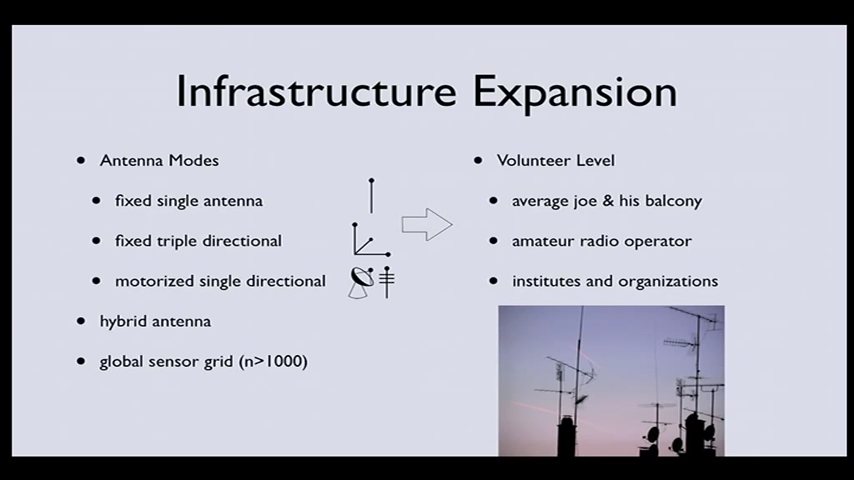 Infrastructure Expansion
• Antenna Modes
• fixed single antenna
• fixed triple directional
• motorized single directional
• hybrid antenna
• global sensor grid (n>1000)
• Volunteer Level
• average joe & his balcony
• amateur radio operator
• institutes and organizations